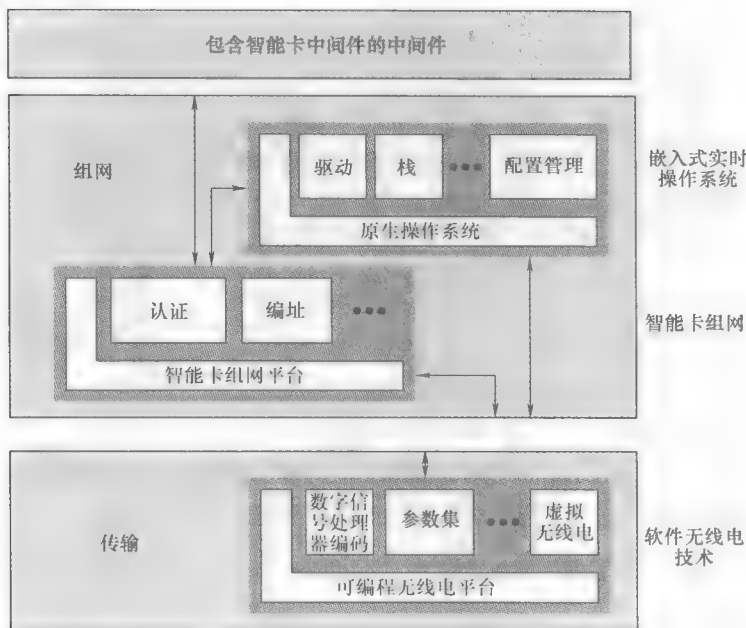 包含智能卡中间件的中间件
组网
驱动
栈
配置管理
原生操作系统
嵌入式实时
操作系统
认证
编址
智能卡组网平台
智能卡组网
传输
数字信
号处理
器编码
参数集
虚拟
无线电
可编程无线电平台
软件无线电
技术